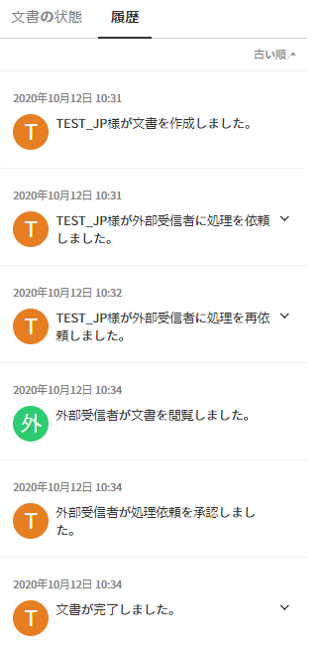 文書の状態 履歴
古い順
2020年10月12日 10:31
T TEST_JP様が文書を作成しました。
2020年10月12日 10:31
T TEST_JP様が外部受信者に処理を依頼
しました。
2020年10月12日 10:32
T TEST_JP様が外部受信者に処理を再依
頼しました。
2020年10月12日 10:34
外 外部受信者が文書を閲覧しました。
2020年10月12日 10:34
T 外部受信者が処理依頼を承認しまし
た。
2020年10月12日 10:34
T 文書が完了しました。